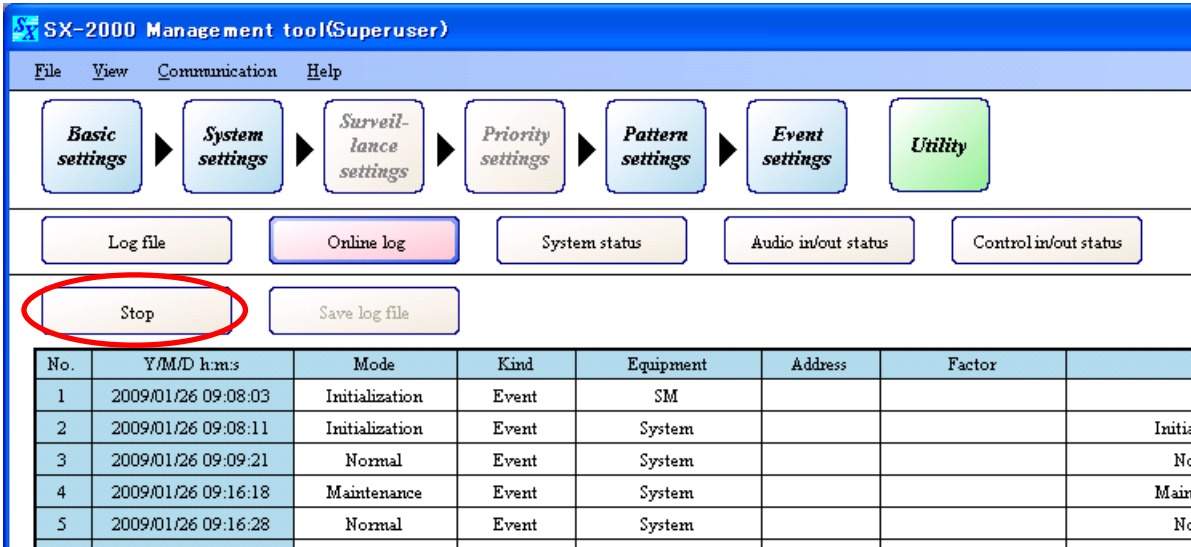 SX SX-2000 Management tool(Superuser)
File View Communication Help
Basic settings System settings Surveil-lance settings Priority settings Pattern settings Event settings Utility
Log file Online log System status Audio in/out status Control in/out status
Stop Save log file
No. Y/M/D h:m:s Mode Kind Equipment Address Factor
1 2009/01/26 09:08:03 Initialization Event SM
2 2009/01/26 09:08:11 Initialization Event System Initia
3 2009/01/26 09:09:21 Normal Event System No
4 2009/01/26 09:16:18 Maintenance Event System Main
5 2009/01/26 09:16:28 Normal Event System No